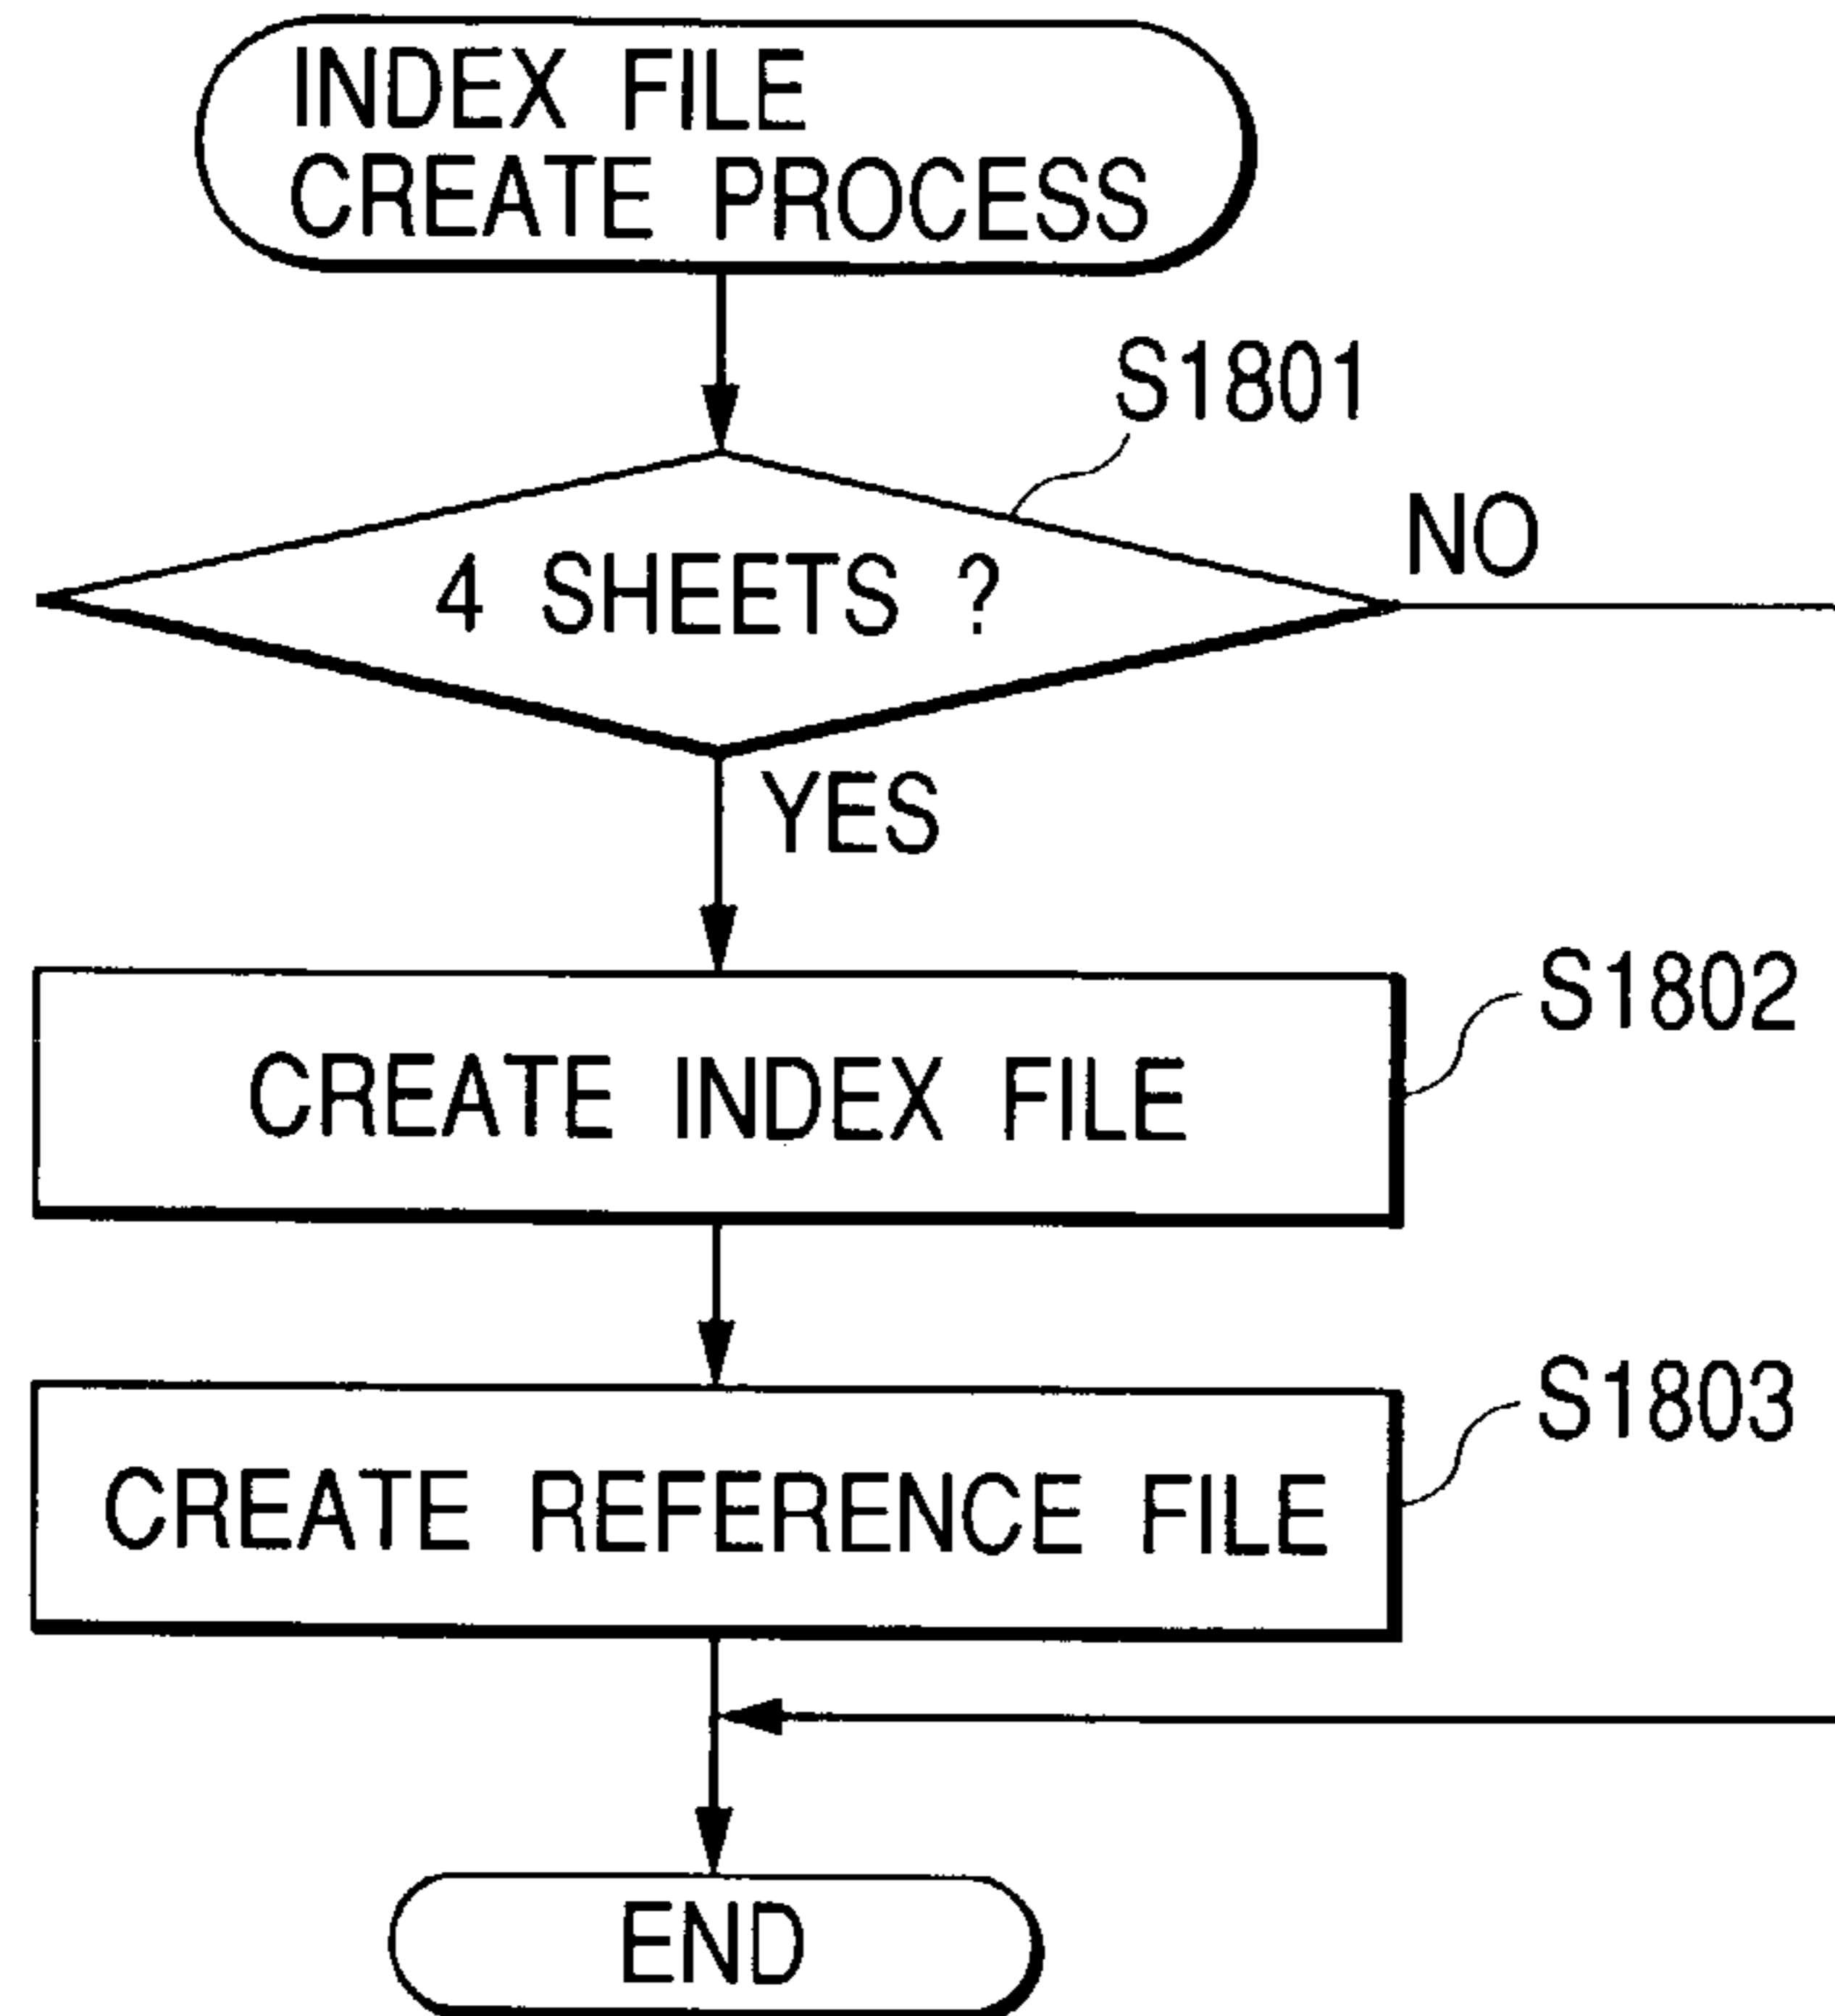 INDEX FILE
CREATE PROCESS
S1801
4 SHEETS ?
NO
YES
S1802
CREATE INDEX FILE
S1803
CREATE REFERENCE FILE
END